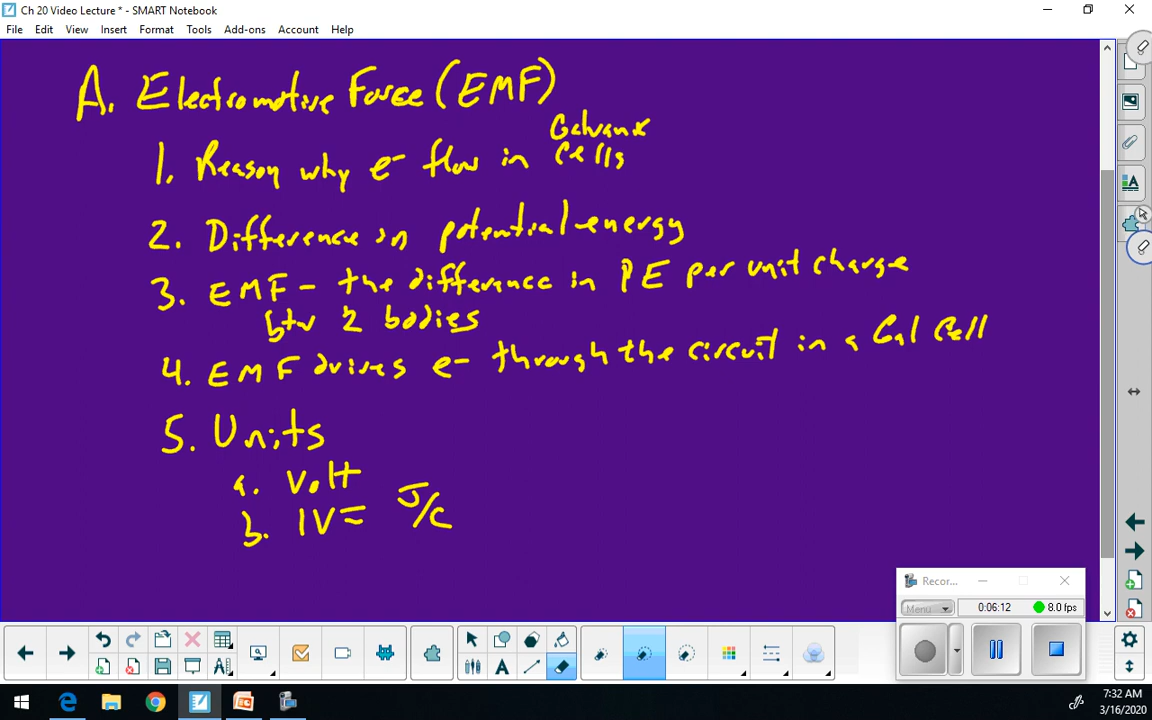 Ch 20 Video Lecture * - SMART Notebook
File Edit View Insert Format Tools Add-ons Account Help
A. Electromotive Force (EMF)
1. Reason why e- flow in Galvanic Cells
2. Difference in potential energy
3. EMF - the difference in PE per unit charge
btw 2 bodies
4. EMF drives e- through the circuit in a Gal Cell
5. Units
a. Volt
b. 1V = J/C
Recor...
Menu
0:06:12
8.0 fps
7:32 AM
3/16/2020